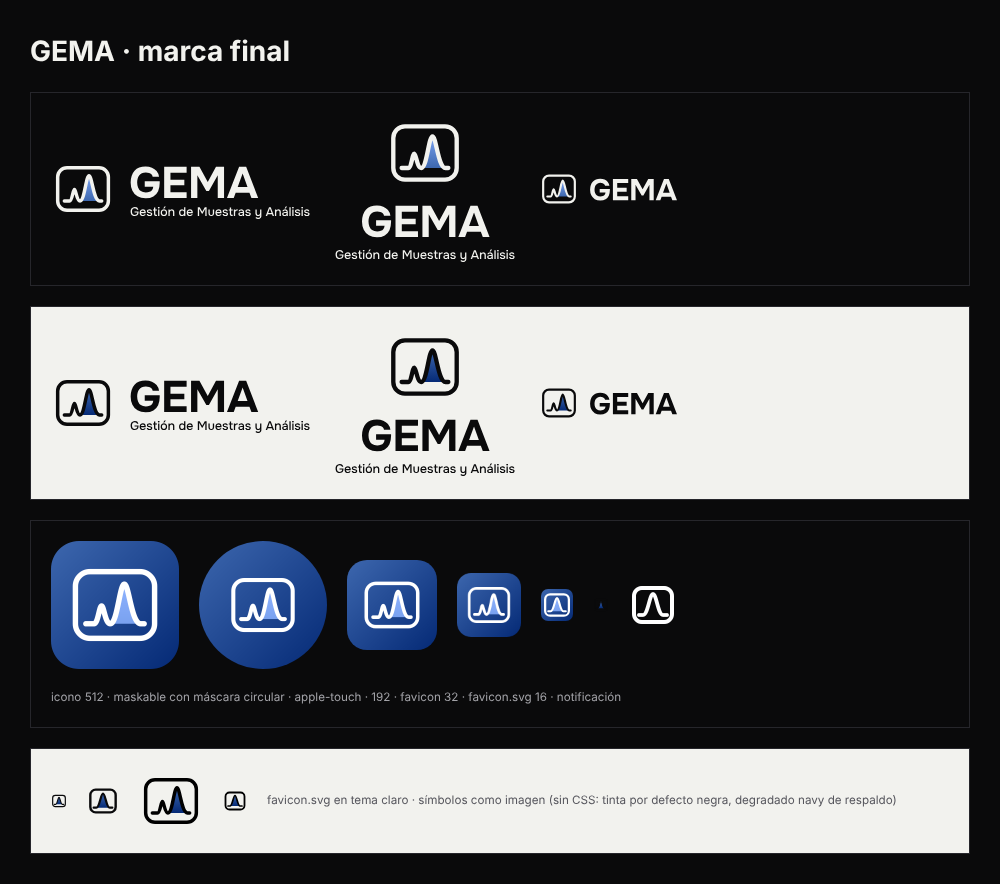 GEMA · marca final
GEMA
Gestión de Muestras y Análisis
GEMA
Gestión de Muestras y Análisis
GEMA
GEMA
Gestión de Muestras y Análisis
GEMA
Gestión de Muestras y Análisis
GEMA
icono 512 · maskable con máscara circular · apple-touch · 192 · favicon 32 · favicon.svg 16 · notificación
favicon.svg en tema claro · símbolos como imagen (sin CSS: tinta por defecto negra, degradado navy de respaldo)